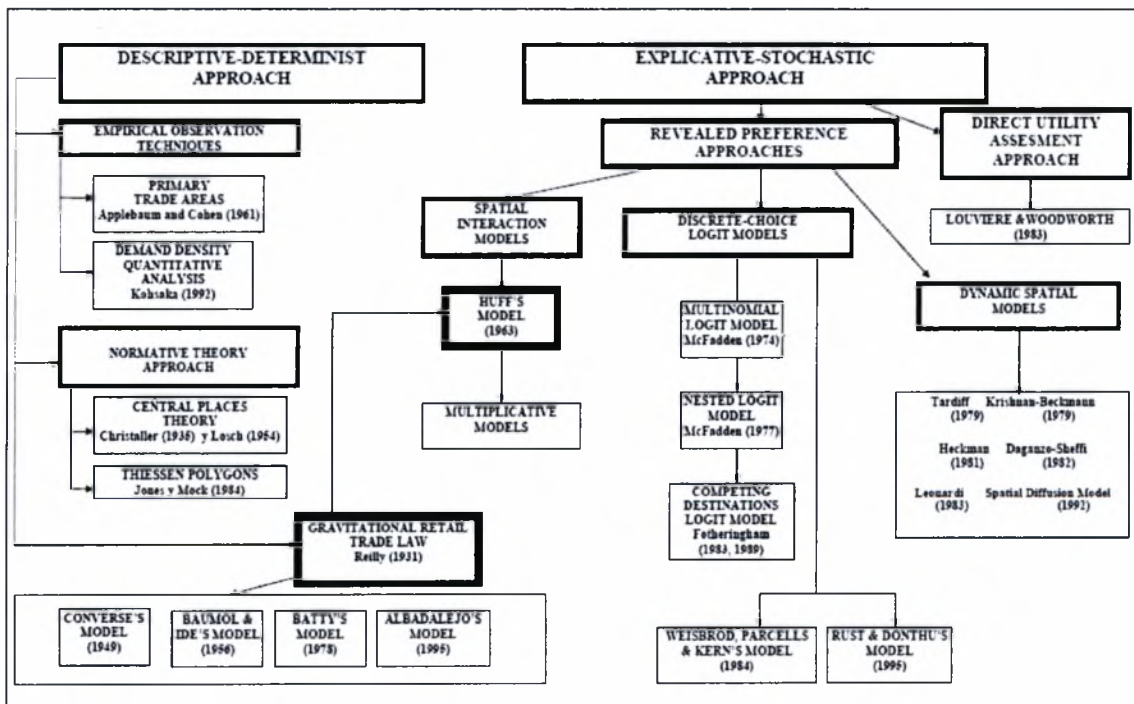 DESCRIPTIVE-DETERMINIST
APPROACH
EMPIRICAL OBSERVATION
TECHNIQUES
PRIMARY
TRADE AREAS
Applebaum and Cohen (1961)
DEMAND DENSITY
QUANTITATIVE
ANALYSIS
Kohsaka (1992)
NORMATIVE THEORY
APPROACH
CENTRAL PLACES
THEORY
Christaller (1935) y Losch (1954)
THIESSEN POLYGONS
Jones y Mock (1984)
GRAVITATIONAL RETAIL
TRADE LAW
Reilly (1931)
CONVERSE'S
MODEL
(1949)
BAUMOL &
IDE'S MODEL
(1956)
BATTY'S
MODEL
(1978)
ALBADALEJO'S
MODEL
(1995)
EXPLICATIVE-STOCHASTIC
APPROACH
REVEALED PREFERENCE
APPROACHES
DIRECT UTILITY
ASSESMENT
APPROACH
LOUVIERE & WOODWORTH
(1983)
SPATIAL
INTERACTION
MODELS
HUFF'S
MODEL
(1963)
MULTIPLICATIVE
MODELS
DISCRETE-CHOICE
LOGIT MODELS
MULTINOMIAL
LOGIT MODEL
McFadden (1974)
NESTED LOGIT
MODEL
McFadden (1977)
COMPETING
DESTINATIONS
LOGIT MODEL
Fotheringham
(1983, 1989)
WEISBROD, PARCELLS
& KERN'S MODEL
(1984)
RUST & DONTHU'S
MODEL
(1995)
DYNAMIC SPATIAL
MODELS
Tardiff Krishnan-Beckmann
(1979) (1979)
Heckman Daganzo-Sheffi
(1981) (1982)
Leonardi Spatial Diffusion Model
(1983) (1992)